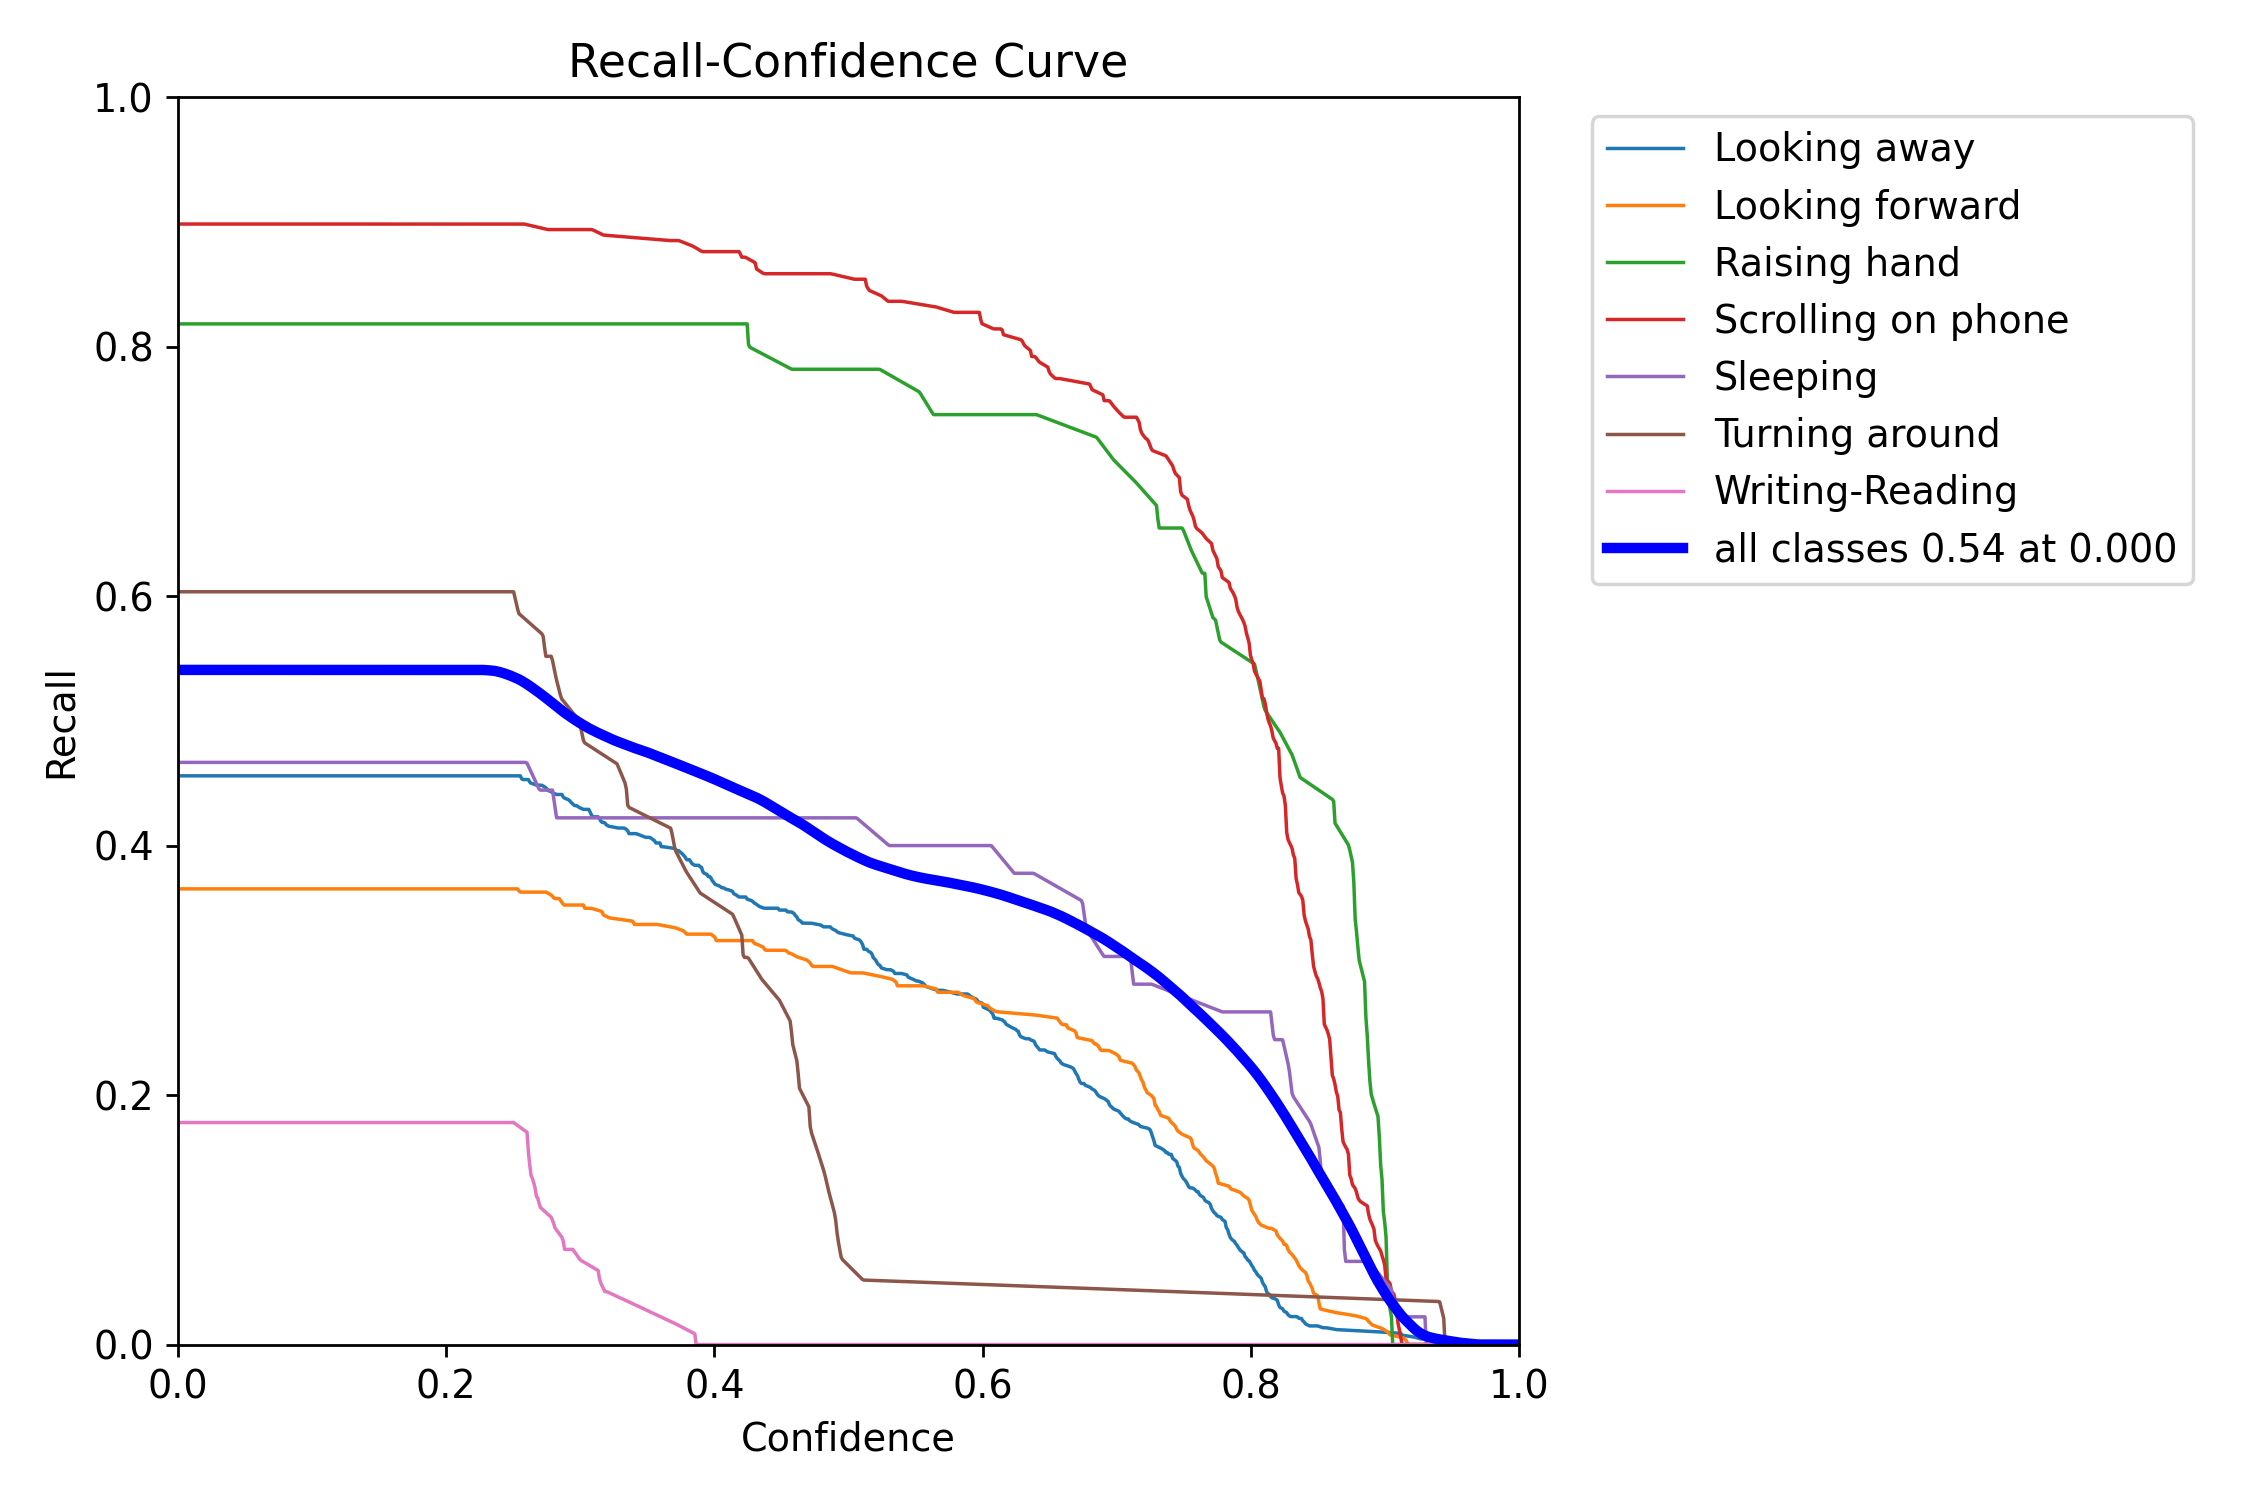 Recall-Confidence Curve
1.0
0.8
0.6
0.4
0.2
0.0
Recall
0.0 0.2 0.4 0.6 0.8 1.0
Confidence
Looking away
Looking forward
Raising hand
Scrolling on phone
Sleeping
Turning around
Writing-Reading
all classes 0.54 at 0.000